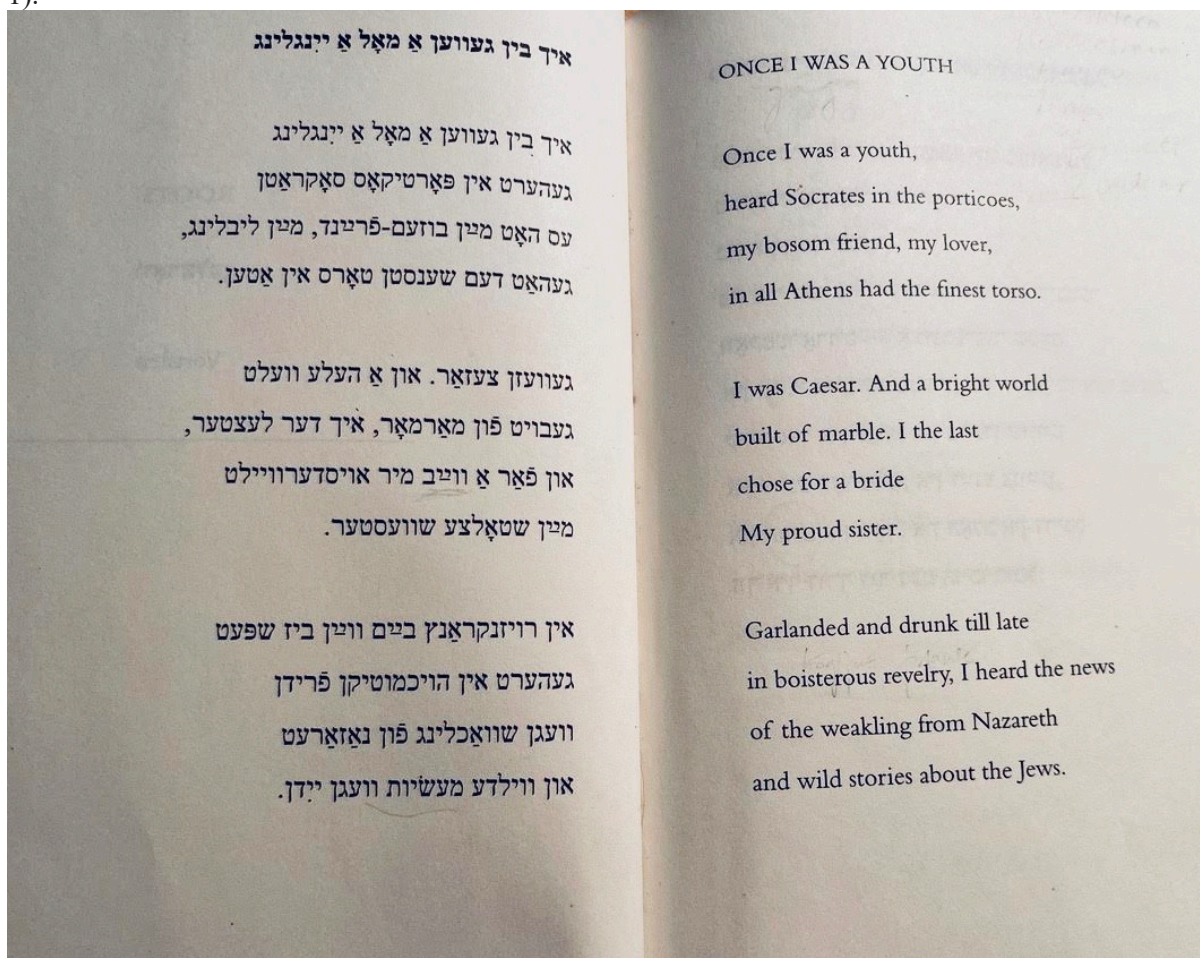 1).
איך בין געווען אַ מאָל אַ ייִנגלינג
איך בין געווען אַ מאָל אַ ייִנגלינג
געהערט אין פּאָרטיקאָס סאָקראַטן
עס האָט מײַן בוזעם-פֿרײַנד, מײַן ליבלינג,
געהאַט דעם שענסטן טאָרס אין אַטען.
געוועזן צעזאַר. און אַ העלע וועלט
געבויט פֿון מאַרמאָר, איך דער לעצטער,
און פֿאַר אַ ווײַב מיר אויסדערוויילט
מײַן שטאָלצע שוועסטער.
אין רויזנקראַנץ בײַם ווײַן ביז שפּעט
געהערט אין הויכמוטיקן פֿרידן
וועגן שוואַכלינג פֿון נאַזאַרעט
און ווילדע מעשׂיות וועגן ייִדן.
ONCE I WAS A YOUTH
Once I was a youth,
heard Socrates in the porticoes,
my bosom friend, my lover,
in all Athens had the finest torso.
I was Caesar. And a bright world
built of marble. I the last
chose for a bride
My proud sister.
Garlanded and drunk till late
in boisterous revelry, I heard the news
of the weakling from Nazareth
and wild stories about the Jews.